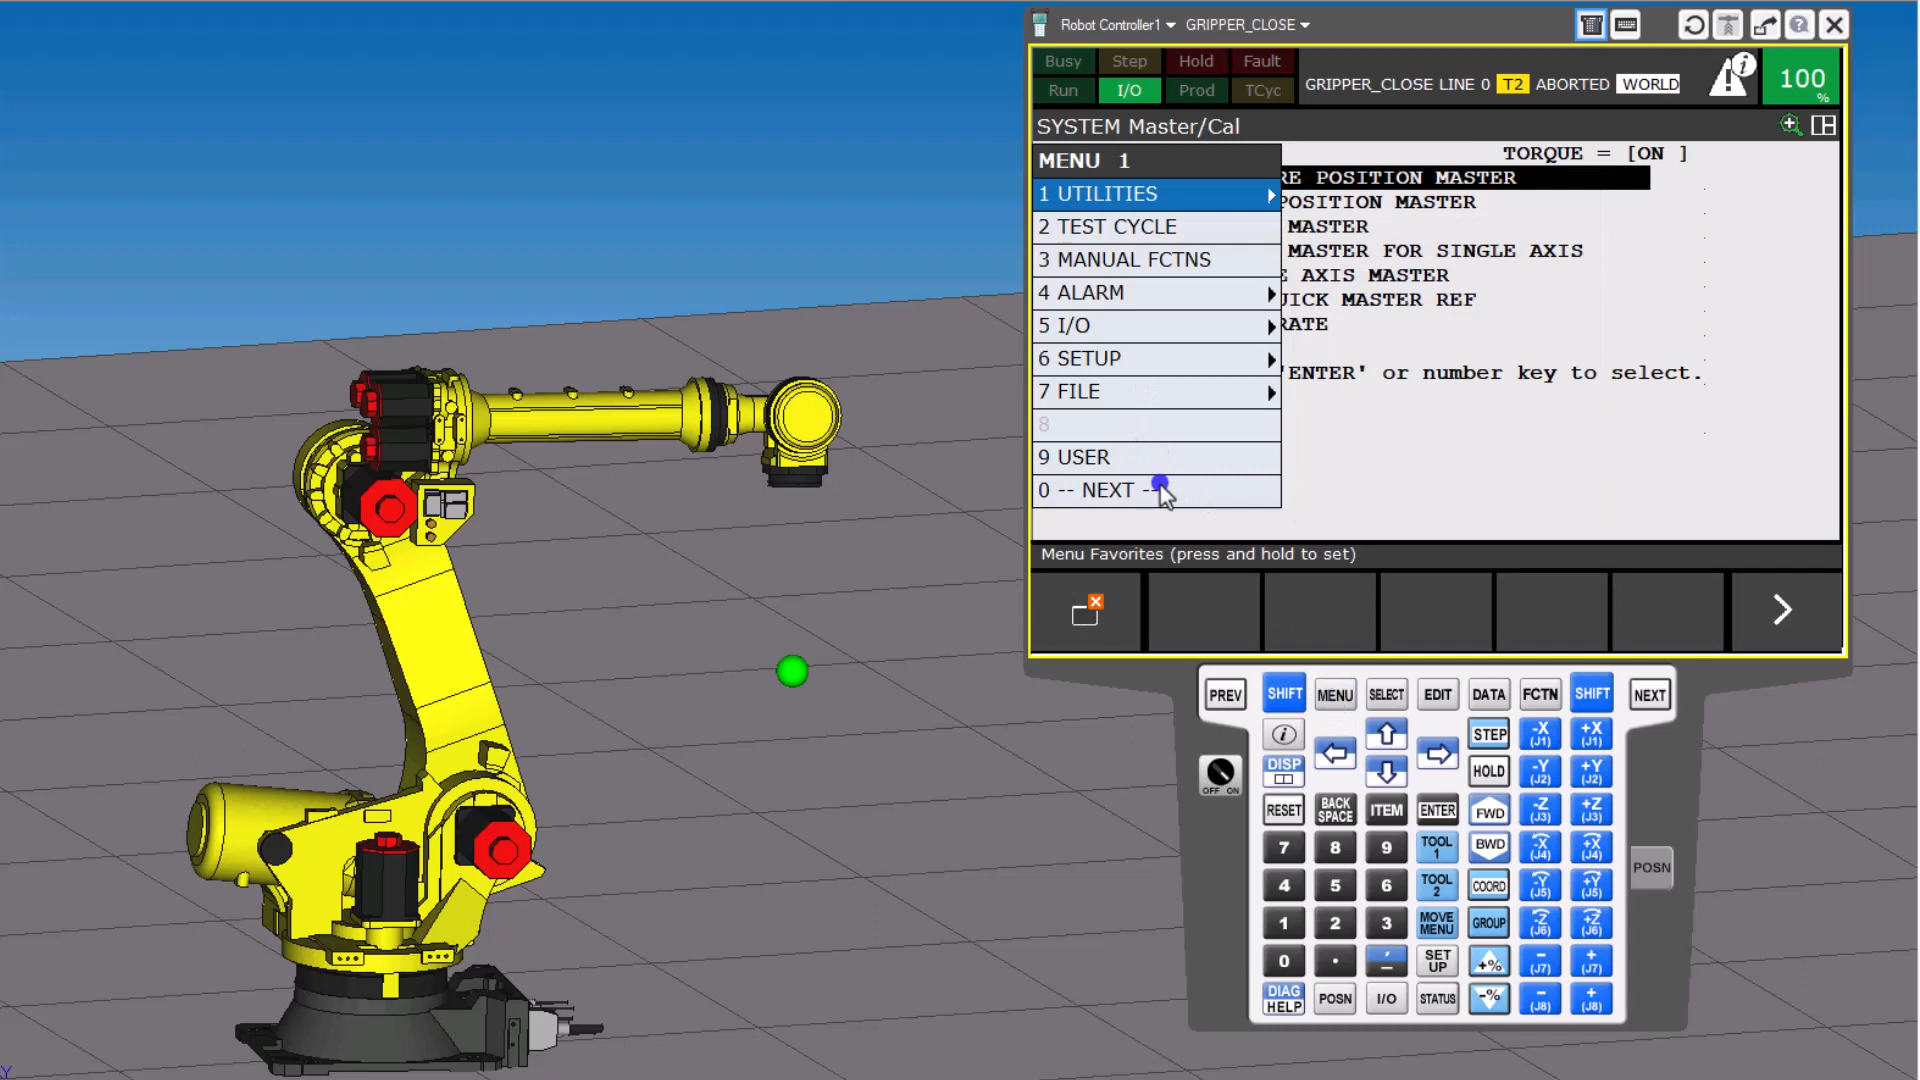 Robot Controller1 GRIPPER_CLOSE
Busy Step Hold Fault
Run I/O Prod TCyc
GRIPPER_CLOSE LINE 0 T2 ABORTED WORLD
100
%
SYSTEM Master/Cal
TORQUE = [ON ]
MENU 1
1 UTILITIES
2 TEST CYCLE
3 MANUAL FCTNS
4 ALARM
5 I/O
6 SETUP
7 FILE
8
9 USER
0 -- NEXT --
RE POSITION MASTER
POSITION MASTER
MASTER
MASTER FOR SINGLE AXIS
E AXIS MASTER
UICK MASTER REF
RATE
'ENTER' or number key to select.
Menu Favorites (press and hold to set)
PREV SHIFT MENU SELECT EDIT DATA FCTN SHIFT NEXT
i STEP -X (J1) +X (J1)
DISP HOLD -Y (J2) +Y (J2)
OFF ON
RESET BACK SPACE ITEM ENTER FWD -Z (J3) +Z (J3)
7 8 9 TOOL 1 BWD -X (J4) +X (J4)
POSN
4 5 6 TOOL 2 COORD -Y (J5) +Y (J5)
1 2 3 MOVE MENU GROUP -Z (J6) +Z (J6)
0 . , _ SET UP +% - (J7) + (J7)
DIAG HELP POSN I/O STATUS -% - (J8) + (J8)
Y